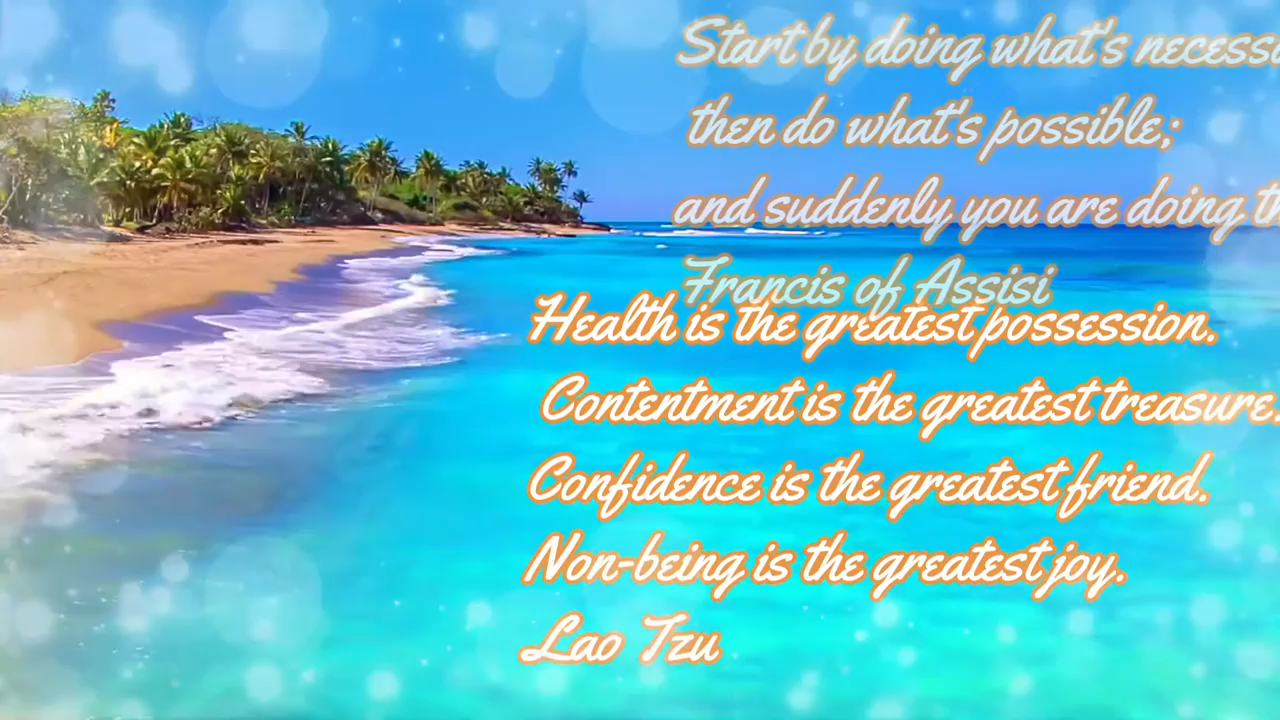 Start by doing what's
then do what's possible;
and suddenly you are doing
Francis of Assisi
Health is the greatest possession.
Contentment is the greatest treasure.
Confidence is the greatest friend.
Non-being is the greatest joy.
Lao Tzu